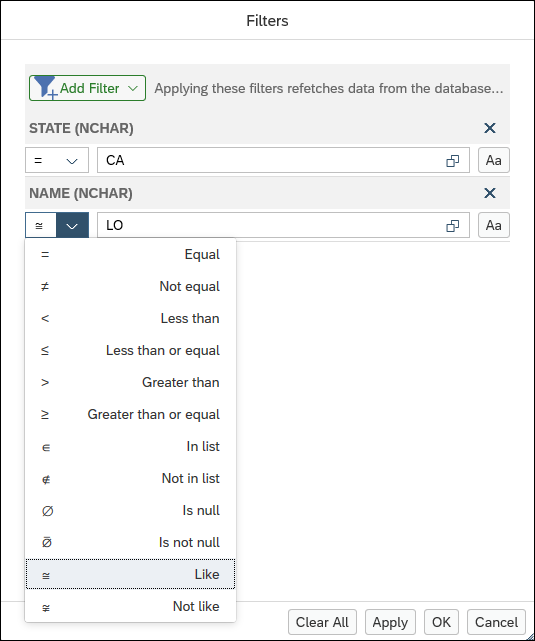 Filters
Add Filter Applying these filters refetches data from the database...
STATE (NCHAR)
= CA Aa
NAME (NCHAR)
≅ LO Aa
= Equal
≠ Not equal
< Less than
≤ Less than or equal
> Greater than
≥ Greater than or equal
∈ In list
∉ Not in list
∅ Is null
∅̅ Is not null
≅ Like
≇ Not like
Clear All Apply OK Cancel